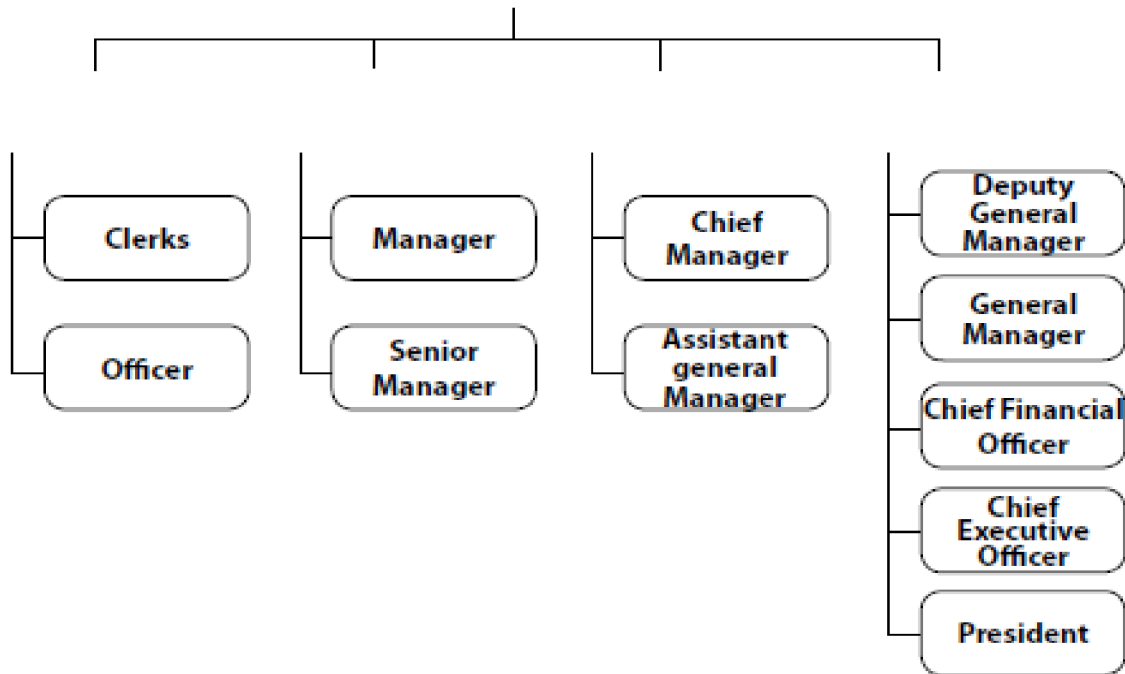 Clerks
Officer
Manager
Senior
Manager
Chief
Manager
Assistant
general
Manager
Deputy
General
Manager
General
Manager
Chief Financial
Officer
Chief
Executive
Officer
President